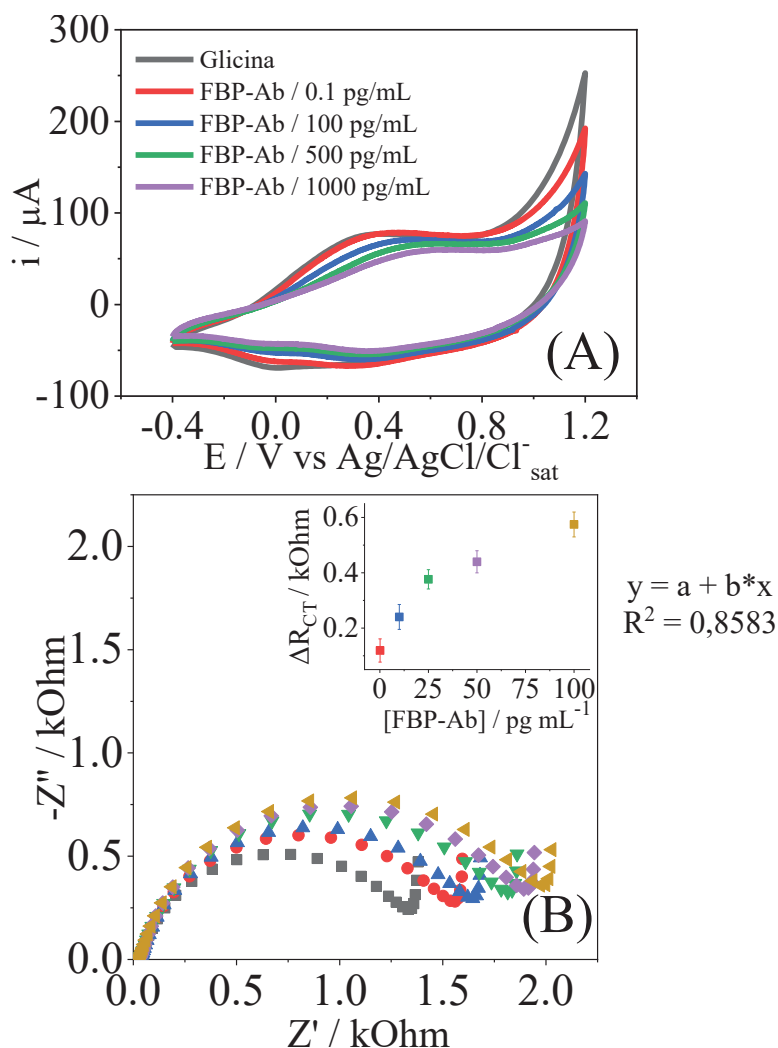 300
200
100
0
-100
i / µA
Glicina
FBP-Ab / 0.1 pg/mL
FBP-Ab / 100 pg/mL
FBP-Ab / 500 pg/mL
FBP-Ab / 1000 pg/mL
(A)
-0.4 0.0 0.4 0.8 1.2
E / V vs Ag/AgCl/Cl⁻sat
2.0
1.5
1.0
0.5
0.0
-Z'' / kOhm
0.6
0.4
0.2
ΔRCT / kOhm
0 25 50 75 100
[FBP-Ab] / pg mL⁻¹
y = a + b*x
R² = 0,8583
(B)
0.0 0.5 1.0 1.5 2.0
Z' / kOhm